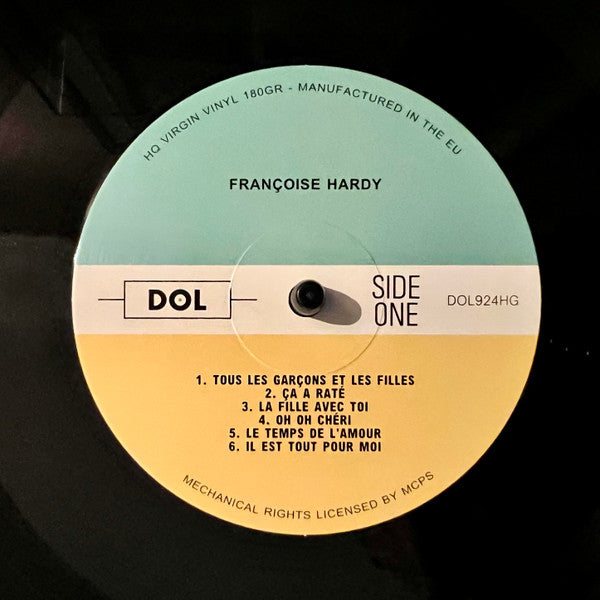 HQ VIRGIN VINYL 180GR - MANUFACTURED IN THE EU
FRANÇOISE HARDY
DOL
SIDE
ONE
DOL924HG
1. TOUS LES GARÇONS ET LES FILLES
2. ÇA A RATÉ
3. LA FILLE AVEC TOI
4. OH OH CHÉRI
5. LE TEMPS DE L'AMOUR
6. IL EST TOUT POUR MOI
MECHANICAL RIGHTS LICENSED BY MCPS